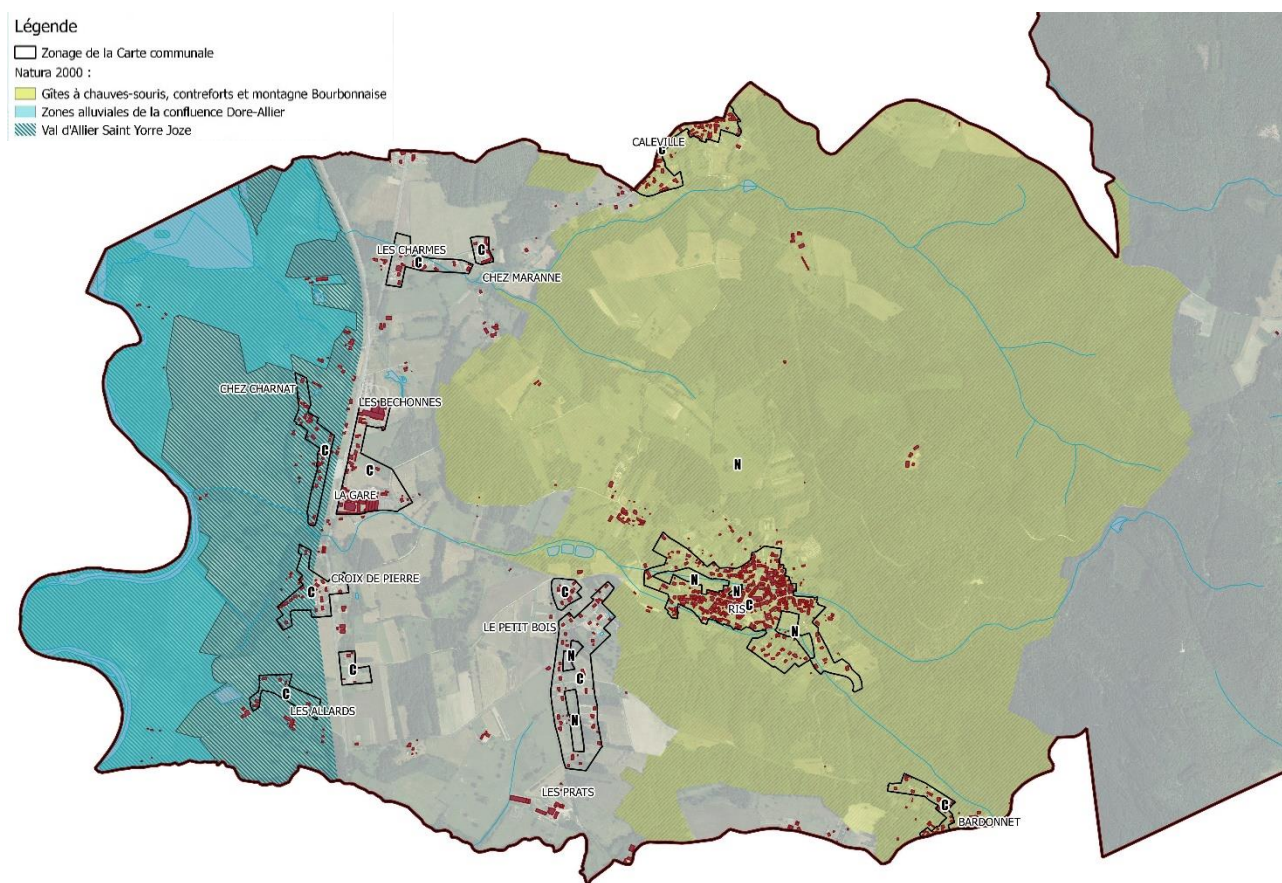 Légende
Zonage de la Carte communale
Natura 2000 :
Gîtes à chauves-souris, contreforts et montagne Bourbonnaise
Zones alluviales de la confluence Dore-Allier
Val d'Allier Saint Yorre Joze
CALEVILLE
C
LES CHARMES
C
C
CHEZ MARANNE
CHEZ CHARNAT
LES BECHONNES
C
C
N
LA GARE
CROIX DE PIERRE
C
C
N
N
RIS
C
LE PETIT BOIS
N
N
C
C
C
LES ALLARDS
N
LES PRATS
C
BARDONNET